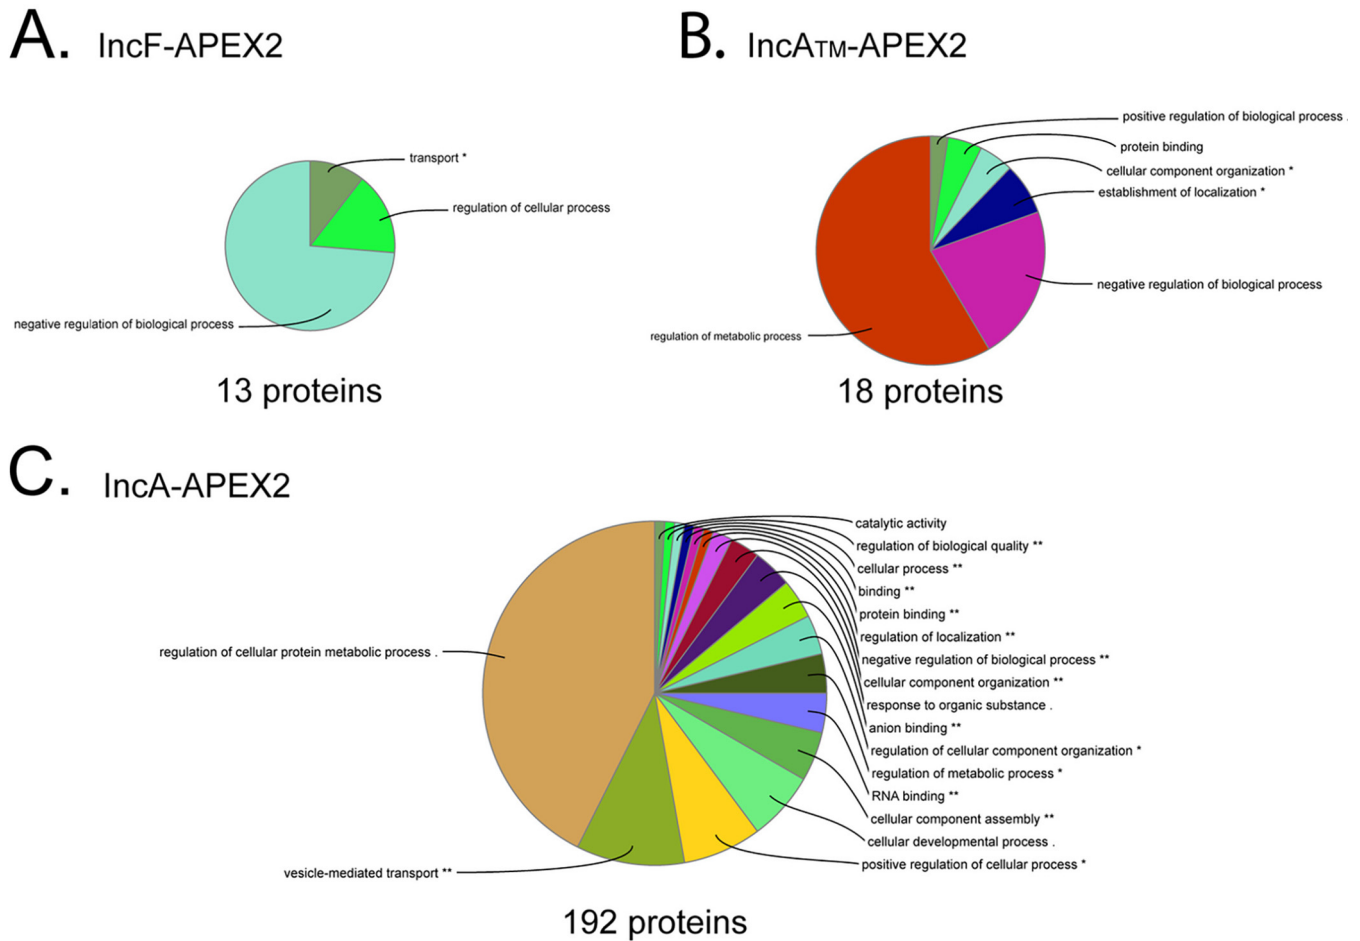 A. IncF-APEX2
transport *
regulation of cellular process
negative regulation of biological process
13 proteins
B. IncATM-APEX2
positive regulation of biological process .
protein binding
cellular component organization *
establishment of localization *
negative regulation of biological process
regulation of metabolic process
18 proteins
C. IncA-APEX2
catalytic activity
regulation of biological quality **
cellular process **
binding **
protein binding **
regulation of localization **
negative regulation of biological process **
cellular component organization **
response to organic substance .
anion binding **
regulation of cellular component organization *
regulation of metabolic process *
RNA binding **
cellular component assembly **
cellular developmental process .
positive regulation of cellular process *
regulation of cellular protein metabolic process .
vesicle-mediated transport **
192 proteins